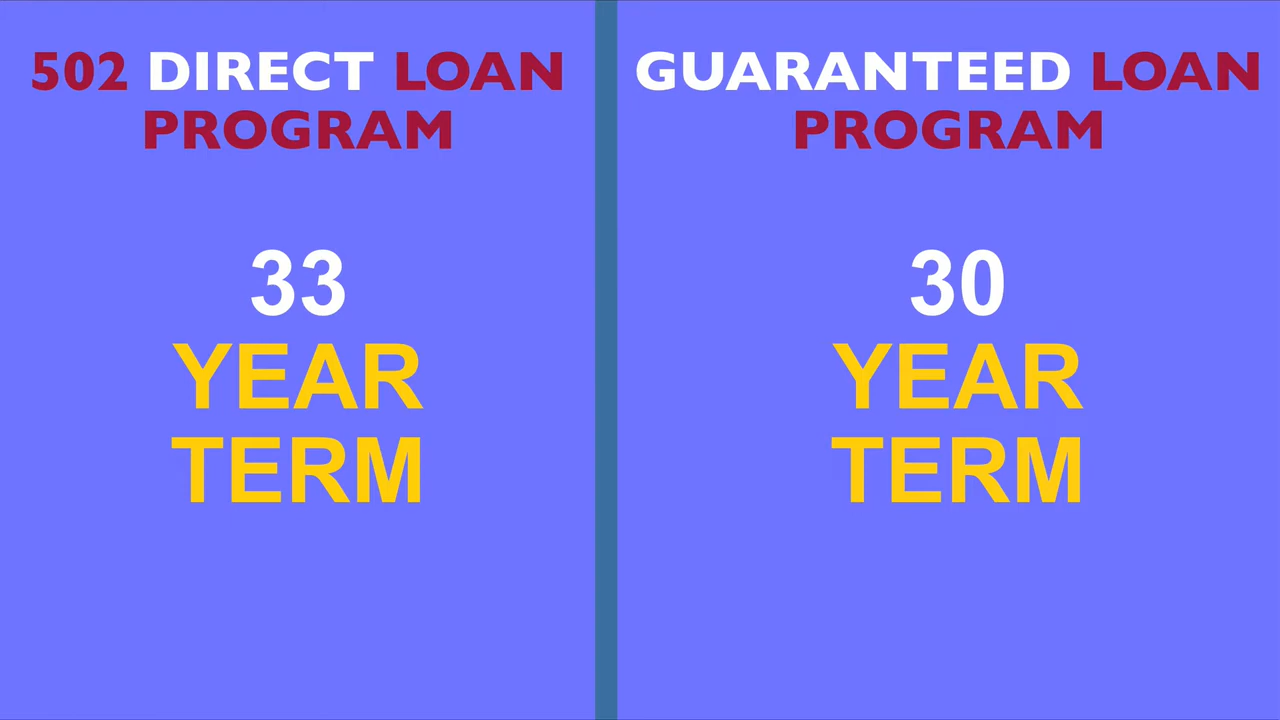 502 DIRECT LOAN
PROGRAM
33
YEAR
TERM
GUARANTEED LOAN
PROGRAM
30
YEAR
TERM